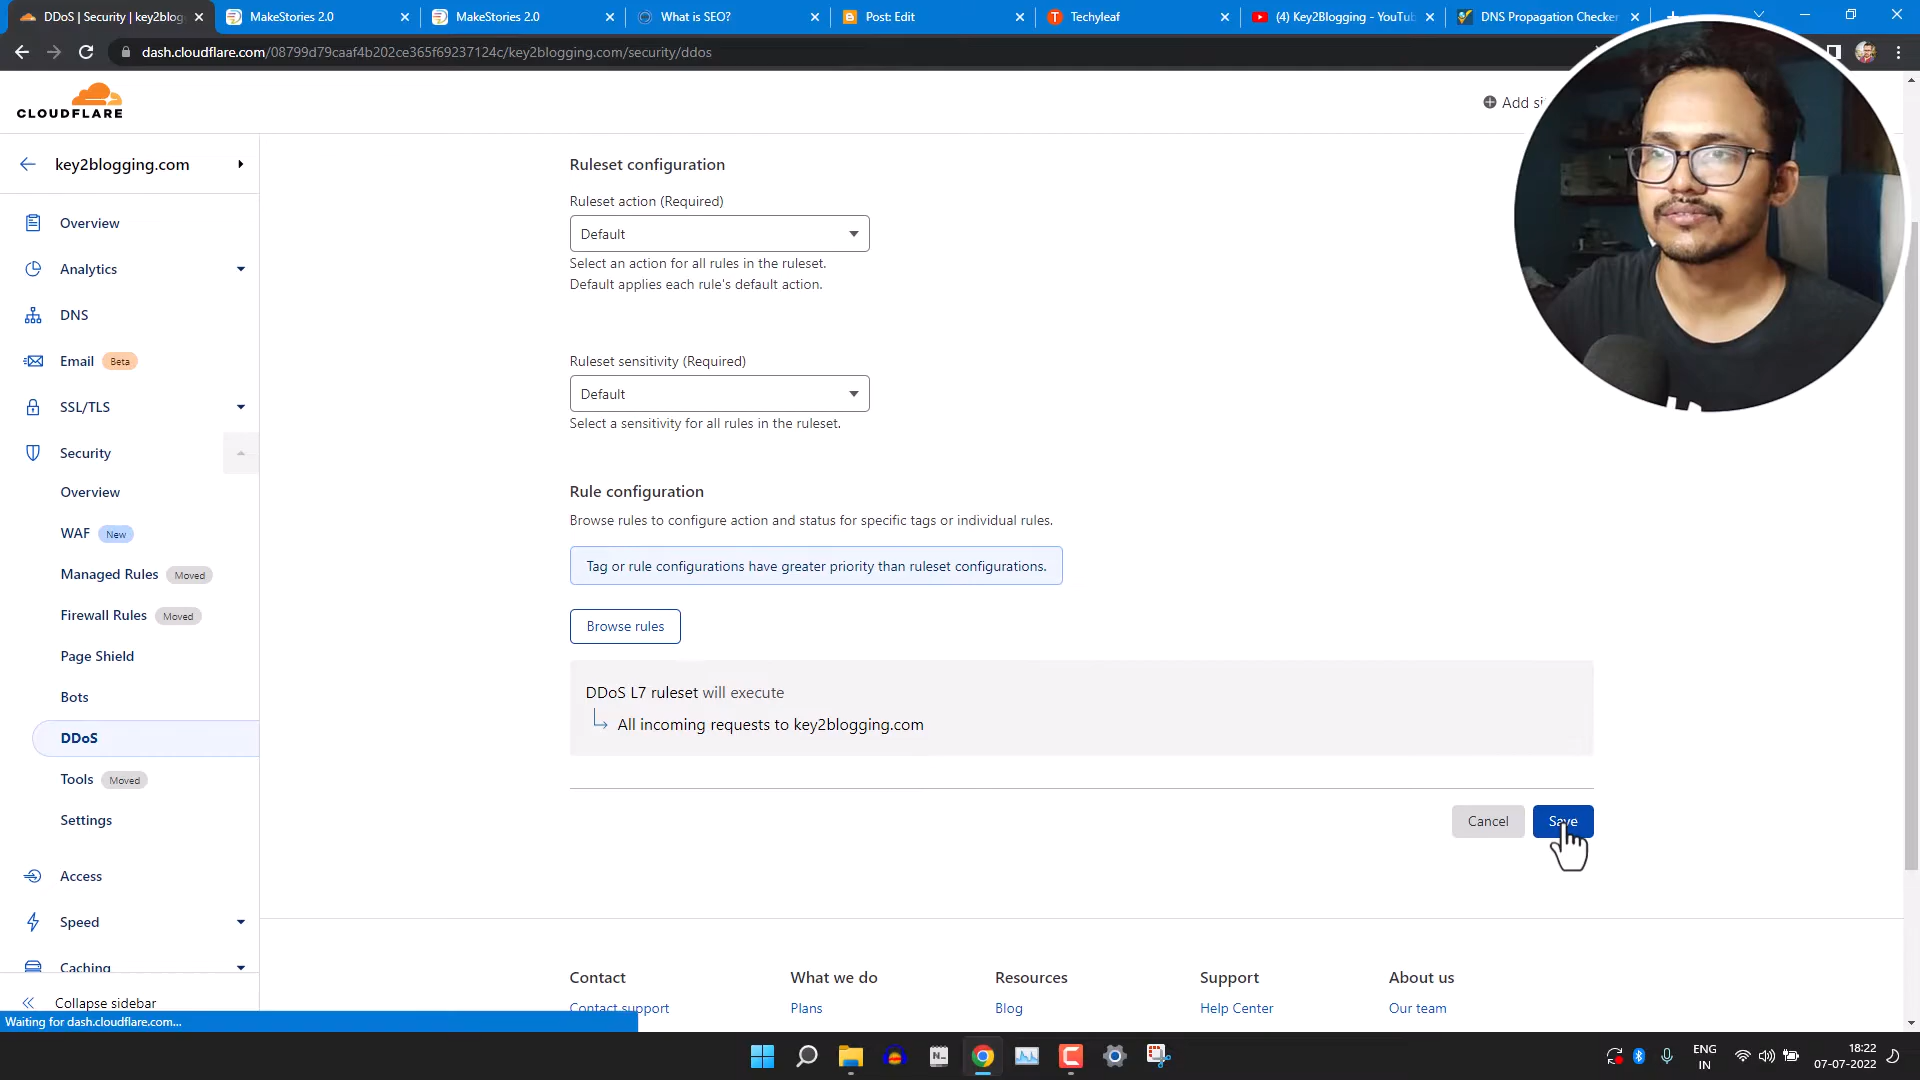 DDoS | Security | key2blog
MakeStories 2.0
MakeStories 2.0
What is SEO?
Post: Edit
Techyleaf
(4) Key2Blogging - YouTub
DNS Propagation Checker
dash.cloudflare.com/08799d79caaf4b202ce365f69237124c/key2blogging.com/security/ddos
CLOUDFLARE
Add si
key2blogging.com
Overview
Analytics
DNS
Email Beta
SSL/TLS
Security
Overview
WAF New
Managed Rules Moved
Firewall Rules Moved
Page Shield
Bots
DDoS
Tools Moved
Settings
Access
Speed
Caching
Collapse sidebar
Waiting for dash.cloudflare.com...
Ruleset configuration
Ruleset action (Required)
Default
Select an action for all rules in the ruleset.
Default applies each rule's default action.
Ruleset sensitivity (Required)
Default
Select a sensitivity for all rules in the ruleset.
Rule configuration
Browse rules to configure action and status for specific tags or individual rules.
Tag or rule configurations have greater priority than ruleset configurations.
Browse rules
DDoS L7 ruleset will execute
All incoming requests to key2blogging.com
Cancel
Save
Contact
What we do
Resources
Support
About us
Contact support
Plans
Blog
Help Center
Our team
ENG
IN
18:22
07-07-2022